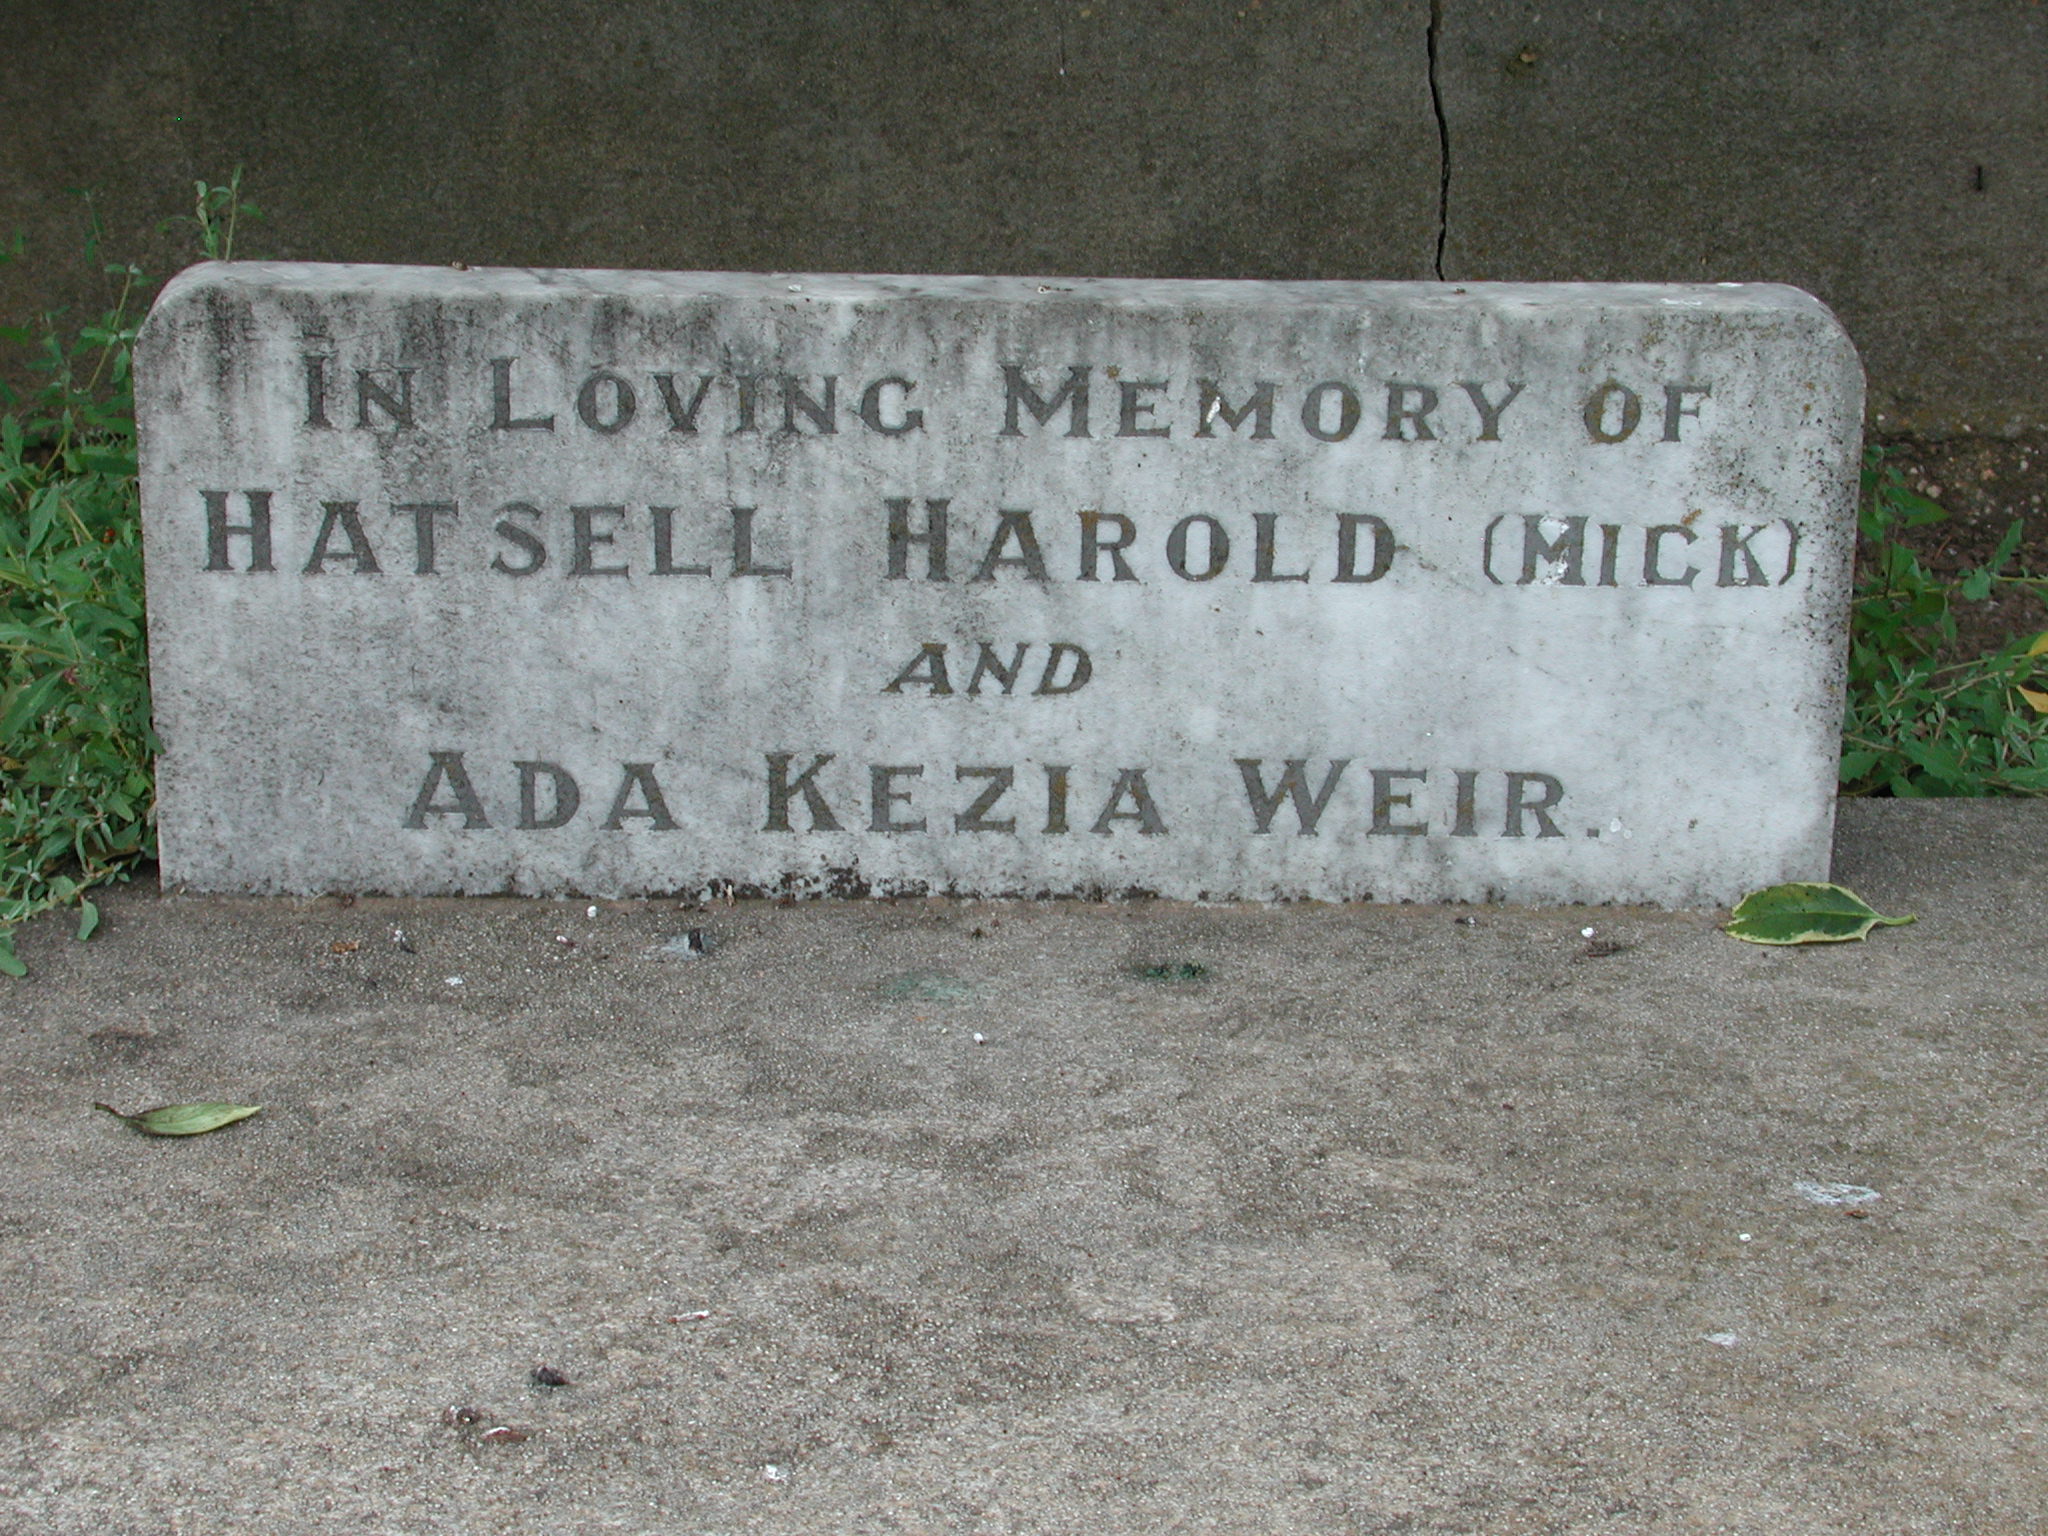 In Loving Memory of
Hatsell Harold (Mick)
and
Ada Kezia Weir.